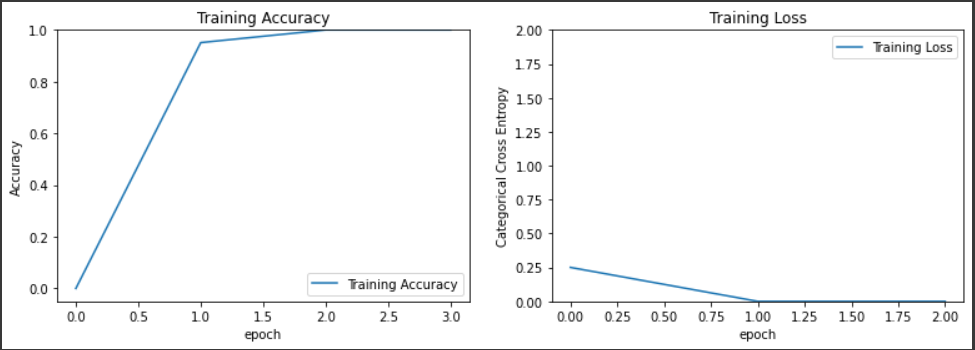 Training Accuracy
1.0
0.8
0.6
0.4
0.2
0.0
Accuracy
Training Accuracy
0.0 0.5 1.0 1.5 2.0 2.5 3.0
epoch
Training Loss
2.00
1.75
1.50
1.25
1.00
0.75
0.50
0.25
0.00
Categorical Cross Entropy
Training Loss
0.00 0.25 0.50 0.75 1.00 1.25 1.50 1.75 2.00
epoch